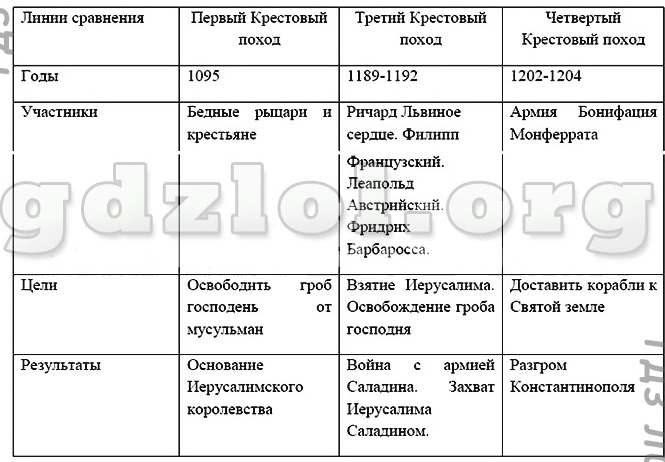 Линии сравнения
Первый Крестовый
поход
Третий Крестовый
поход
Четвертый
Крестовый поход
Годы
1095
1189-1192
1202-1204
Участники
Бедные рыцари и
крестьяне
Ричард Львиное
сердце. Филипп
Французский.
Леапольд
Австрийский.
Фридрих
Барбаросса.
Армия Бонифация
Монферрата
Цели
Освободить гроб
господень от
мусульман
Взятие Иерусалима.
Освобождение гроба
господня
Доставить корабли к
Святой земле
Результаты
Основание
Иерусалимского
королевства
Война с армией
Саладина. Захват
Иерусалима
Саладином.
Разгром
Константинополя
gdzlol.org